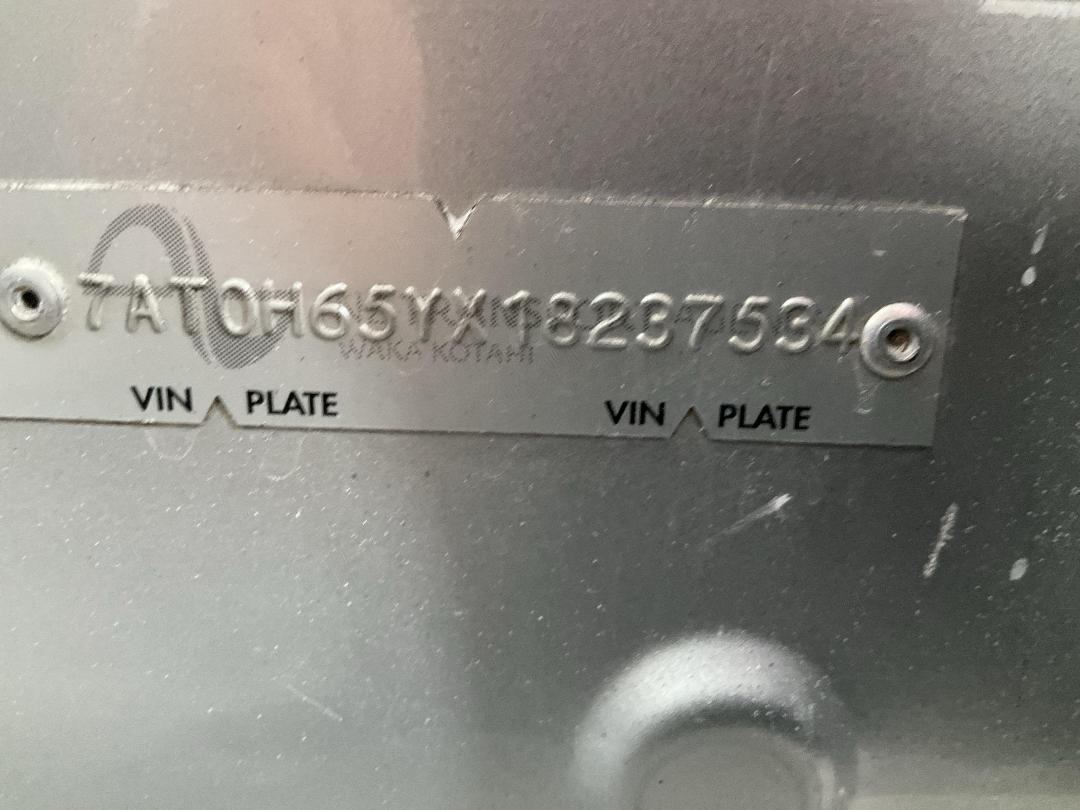 7AT0H65YX18237534
WAKA KOTAHI
VIN PLATE VIN PLATE